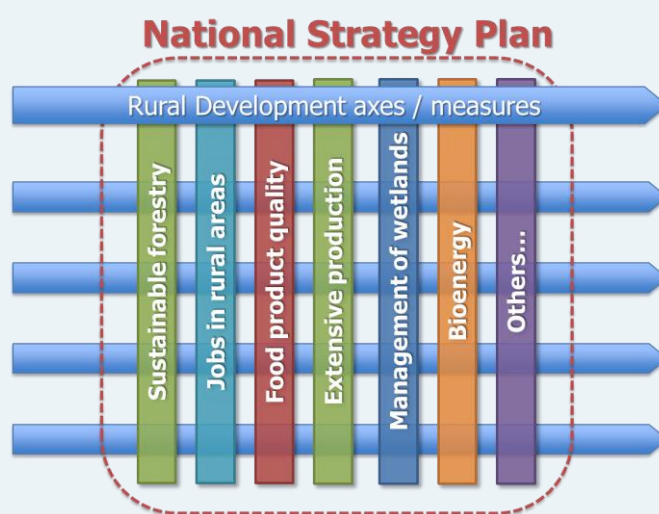 National Strategy Plan
Rural Development axes / measures
Sustainable forestry
Jobs in rural areas
Food product quality
Extensive production
Management of wetlands
Bioenergy
Others...